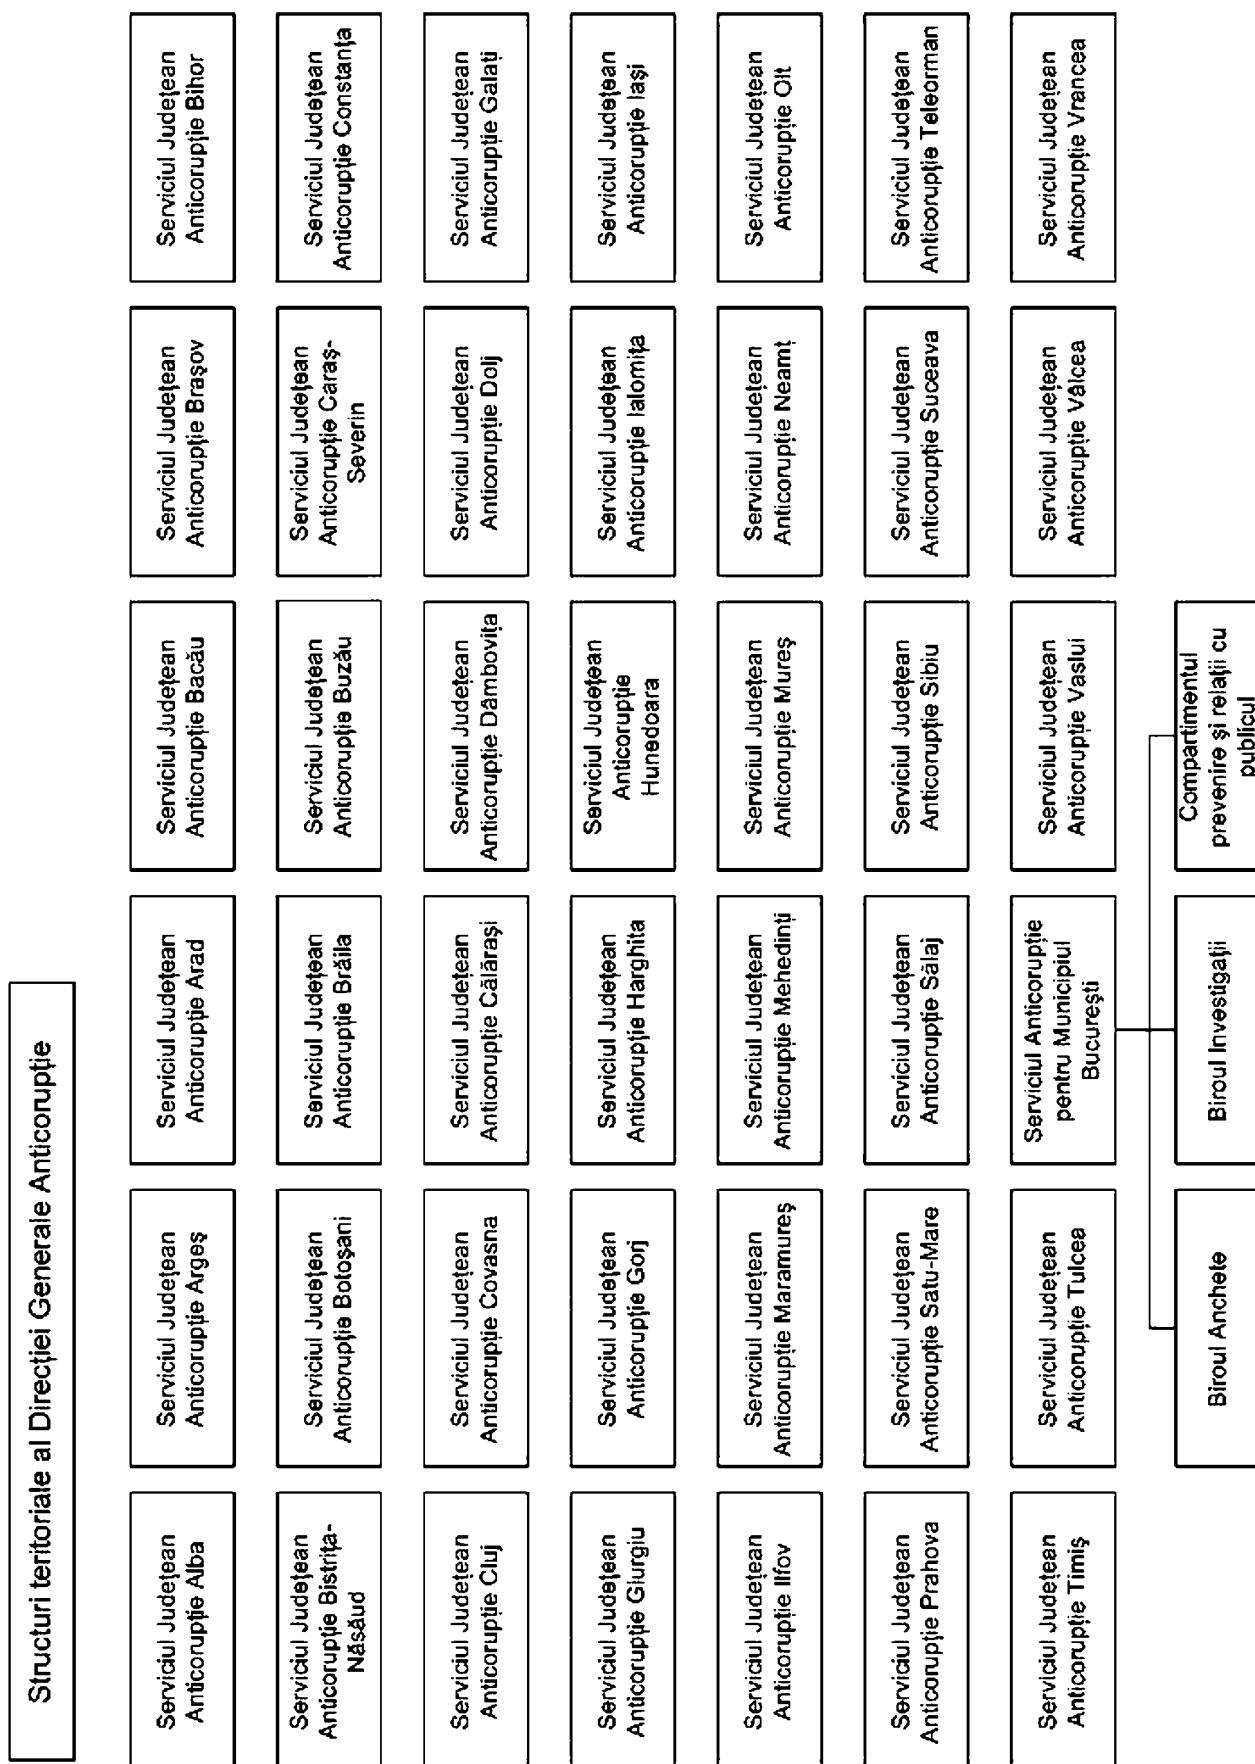 Structuri teritoriale al Direcției Generale Anticorupție
Serviciul Județean
Anticorupție Alba
Serviciul Județean
Anticorupție Argeș
Serviciul Județean
Anticorupție Arad
Serviciul Județean
Anticorupție Bacău
Serviciul Județean
Anticorupție Brașov
Serviciul Județean
Anticorupție Bihor
Serviciul Județean
Anticorupție Bistrița-
Năsăud
Serviciul Județean
Anticorupție Botoșani
Serviciul Județean
Anticorupție Brăila
Serviciul Județean
Anticorupție Buzău
Serviciul Județean
Anticorupție Caraș-
Severin
Serviciul Județean
Anticorupție Constanța
Serviciul Județean
Anticorupție Cluj
Serviciul Județean
Anticorupție Covasna
Serviciul Județean
Anticorupție Călărași
Serviciul Județean
Anticorupție Dâmbovița
Serviciul Județean
Anticorupție Dolj
Serviciul Județean
Anticorupție Galați
Serviciul Județean
Anticorupție Giurgiu
Serviciul Județean
Anticorupție Gorj
Serviciul Județean
Anticorupție Harghita
Serviciul Județean
Anticorupție
Hunedoara
Serviciul Județean
Anticorupție Ialomița
Serviciul Județean
Anticorupție Iași
Serviciul Județean
Anticorupție Ilfov
Serviciul Județean
Anticorupție Maramureș
Serviciul Județean
Anticorupție Mehedinți
Serviciul Județean
Anticorupție Mureș
Serviciul Județean
Anticorupție Neamț
Serviciul Județean
Anticorupție Olt
Serviciul Județean
Anticorupție Prahova
Serviciul Județean
Anticorupție Satu-Mare
Serviciul Județean
Anticorupție Sălaj
Serviciul Județean
Anticorupție Sibiu
Serviciul Județean
Anticorupție Suceava
Serviciul Județean
Anticorupție Teleorman
Serviciul Județean
Anticorupție Timiș
Serviciul Județean
Anticorupție Tulcea
Serviciul Anticorupție
pentru Municipiul
București
Serviciul Județean
Anticorupție Vaslui
Serviciul Județean
Anticorupție Vâlcea
Serviciul Județean
Anticorupție Vrancea
Biroul Anchete
Biroul Investigații
Compartimentul
prevenire și relații cu
publicul